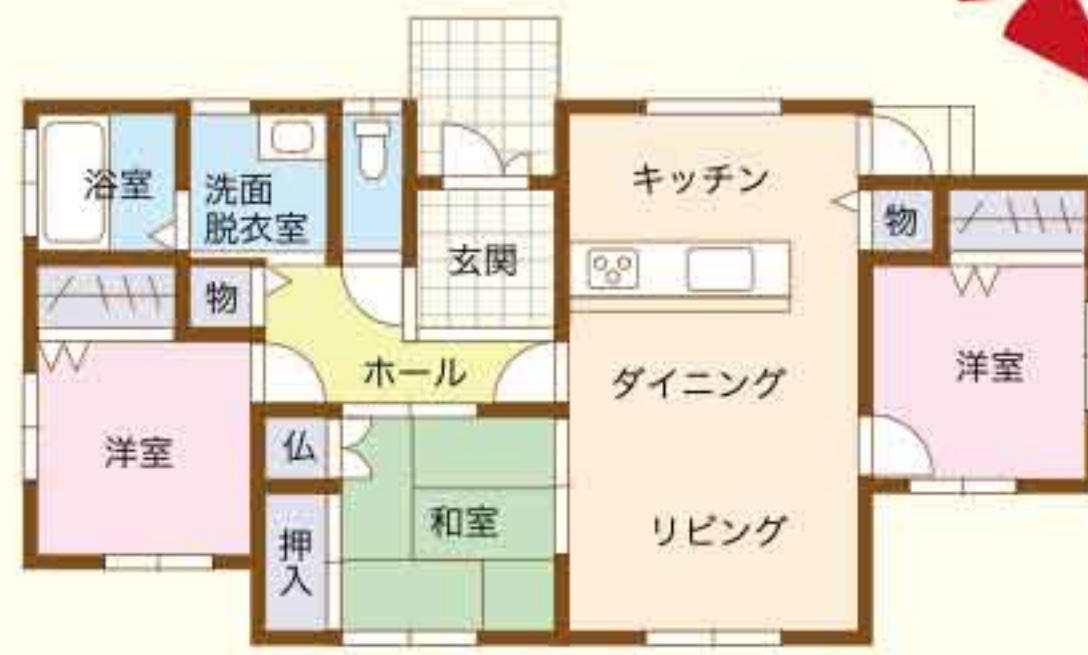 浴室
洗面
脱衣室
キッチン
物
玄関
物
ホール
ダイニング
洋室
洋室
仏
和室
リビング
押
入